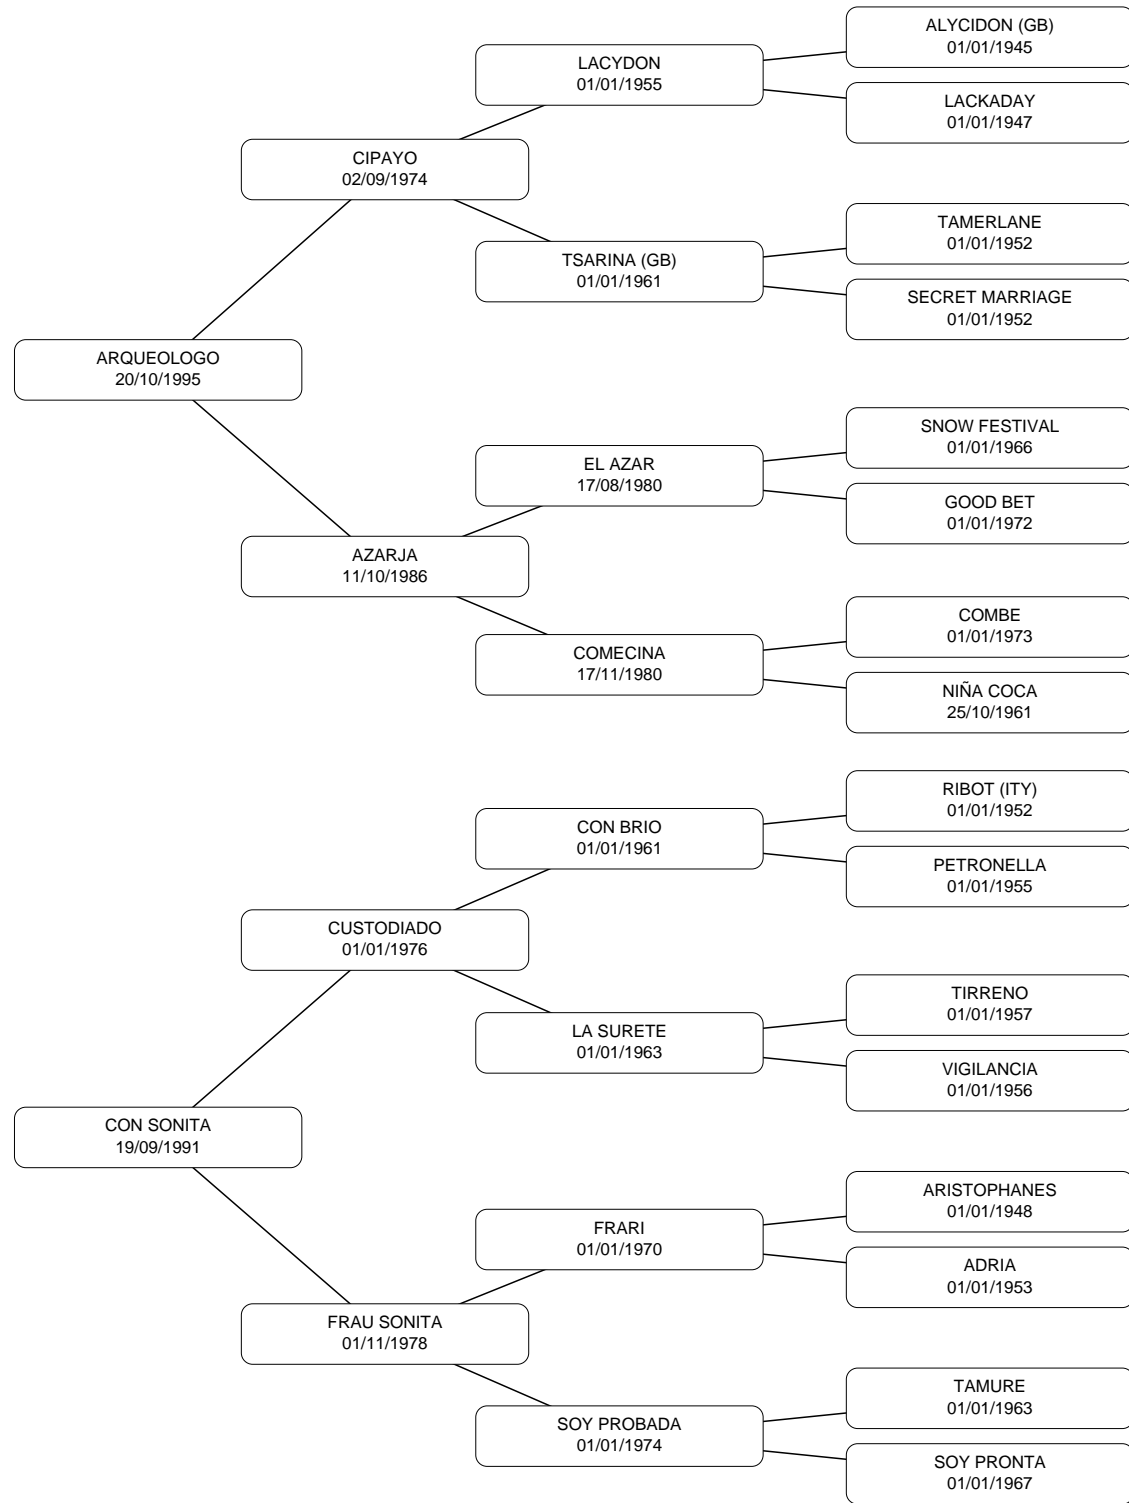 ALYCIDON (GB)
01/01/1945
LACYDON
01/01/1955
LACKADAY
01/01/1947
CIPAYO
02/09/1974
TAMERLANE
01/01/1952
TSARINA (GB)
01/01/1961
SECRET MARRIAGE
01/01/1952
ARQUEOLOGO
20/10/1995
SNOW FESTIVAL
01/01/1966
EL AZAR
17/08/1980
GOOD BET
01/01/1972
AZARJA
11/10/1986
COMBE
01/01/1973
COMECINA
17/11/1980
NIÑA COCA
25/10/1961
RIBOT (ITY)
01/01/1952
CON BRIO
01/01/1961
PETRONELLA
01/01/1955
CUSTODIADO
01/01/1976
TIRRENO
01/01/1957
LA SURETE
01/01/1963
VIGILANCIA
01/01/1956
CON SONITA
19/09/1991
ARISTOPHANES
01/01/1948
FRARI
01/01/1970
ADRIA
01/01/1953
FRAU SONITA
01/11/1978
TAMURE
01/01/1963
SOY PROBADA
01/01/1974
SOY PRONTA
01/01/1967